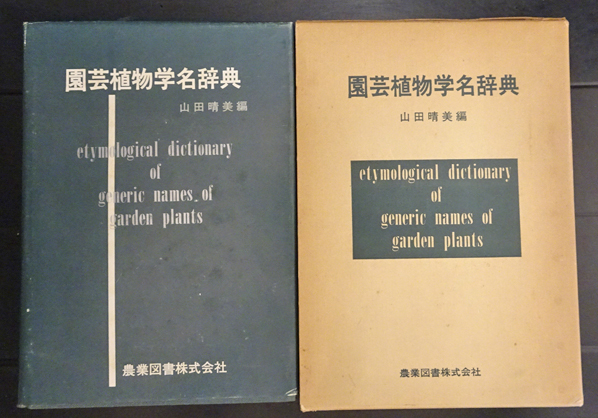 園芸植物学名辞典
山田晴美編
etymological dictionary
of
generic names of
garden plants
農業図書株式会社
園芸植物学名辞典
山田晴美編
etymological dictionary
of
generic names of
garden plants
農業図書株式会社